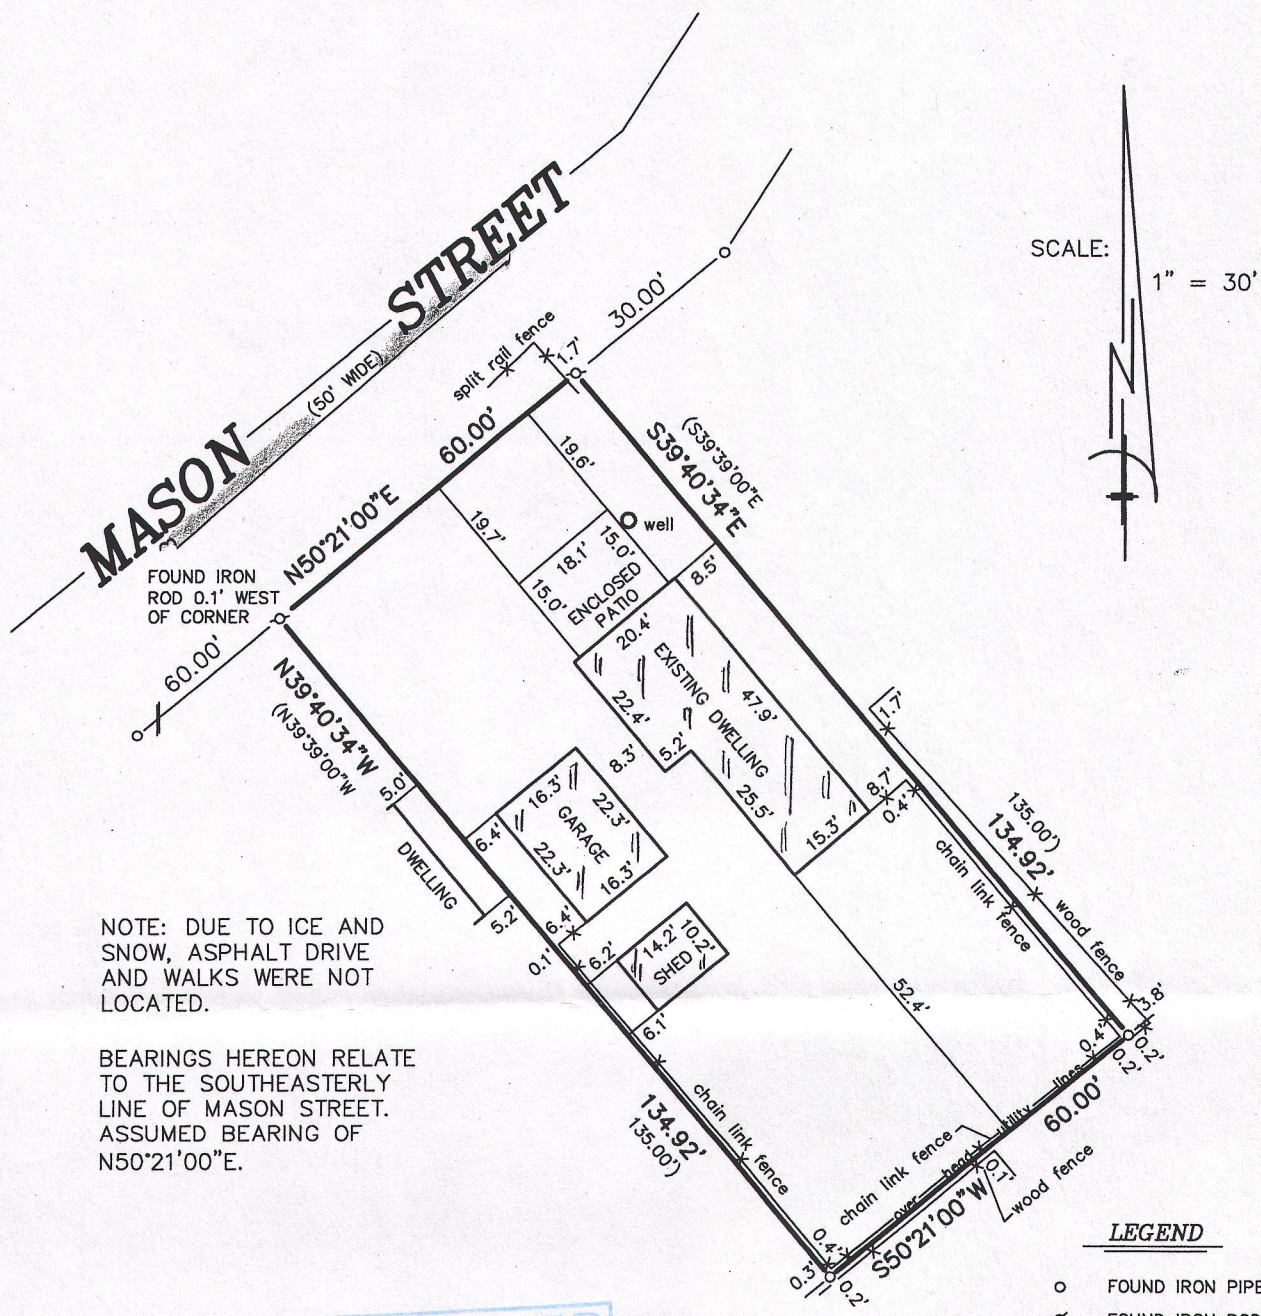 MASON STREET
(50' WIDE)
SCALE:
1" = 30'
N
30.00'
split rail fence
1.7'
60.00'
N50°21'00"E
FOUND IRON
ROD 0.1' WEST
OF CORNER
60.00'
S39°40'34"E
(S39°39'00"E
19.6'
19.7'
well
15.0'
18.1'
15.0'
ENCLOSED
PATIO
8.5'
20.4'
EXISTING DWELLING
47.9'
22.4'
5.2'
25.5'
15.3'
8.7'
0.4'
1.7'
N39°40'34"W
(N39°39'00"W
5.0'
DWELLING
5.2'
8.3'
16.3'
22.3'
GARAGE
22.3'
16.3'
6.4'
6.4'
0.1'
6.2'
14.2'
10.2'
SHED
6.1'
135.00')
134.92'
chain link fence
wood fence
3.8'
0.4'
0.2'
0.2'
52.4'
NOTE: DUE TO ICE AND
SNOW, ASPHALT DRIVE
AND WALKS WERE NOT
LOCATED.
BEARINGS HEREON RELATE
TO THE SOUTHEASTERLY
LINE OF MASON STREET.
ASSUMED BEARING OF
N50°21'00"E.
134.92'
135.00')
chain link fence
chain link fence
over head utility lines
60.00'
0.1'
wood fence
S50°21'00"W
0.4'
0.3'
0.2'
LEGEND
FOUND IRON PIPE
FOUND IRON ROD